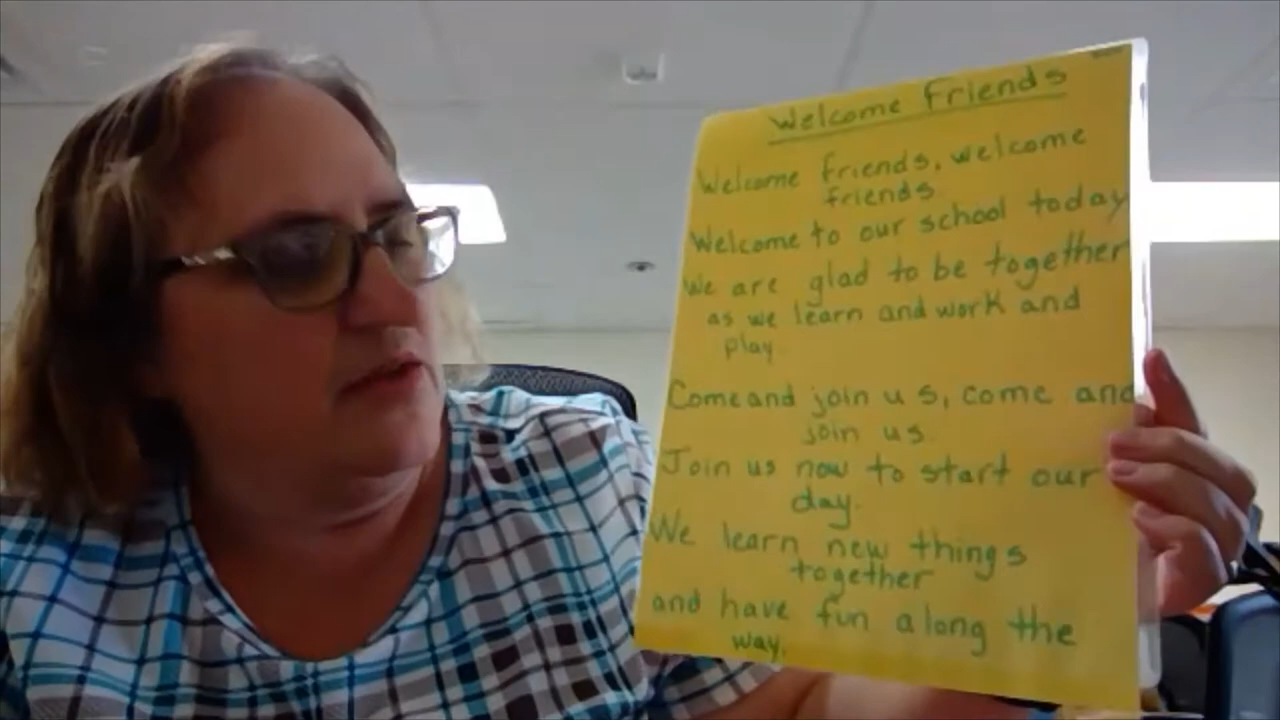 Welcome Friends
Welcome friends, welcome
friends
Welcome to our school today
We are glad to be together
as we learn and work and
play.
Come and join us, come and
join us.
Join us now to start our
day.
We learn new things
together
and have fun along the
way.